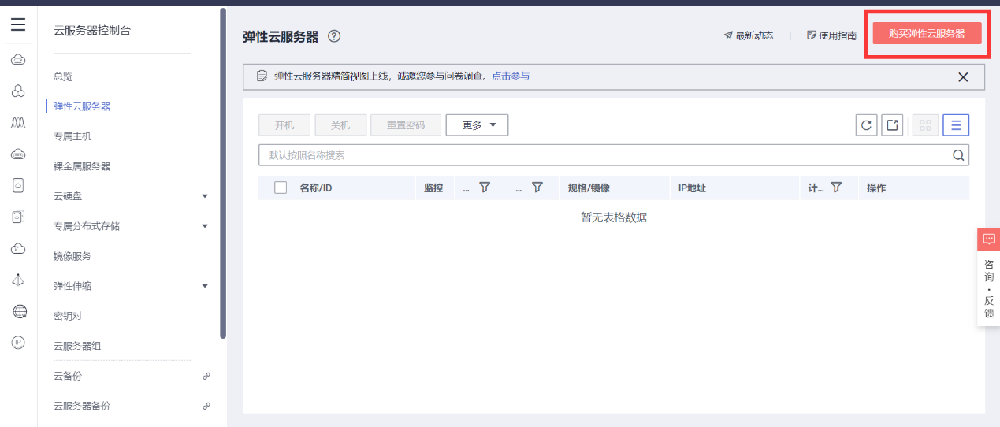 云服务器控制台
总览
弹性云服务器
专属主机
裸金属服务器
云硬盘
专属分布式存储
镜像服务
弹性伸缩
密钥对
云服务器组
云备份
云服务器备份
弹性云服务器
最新动态
使用指南
购买弹性云服务器
弹性云服务器精简视图上线，诚邀您参与问卷调查。点击参与
开机 关机 重置密码 更多
默认按照名称搜索
名称/ID 监控 ... ... 规格/镜像 IP地址 计... 操作
暂无表格数据
咨
询
·
反
馈
IP